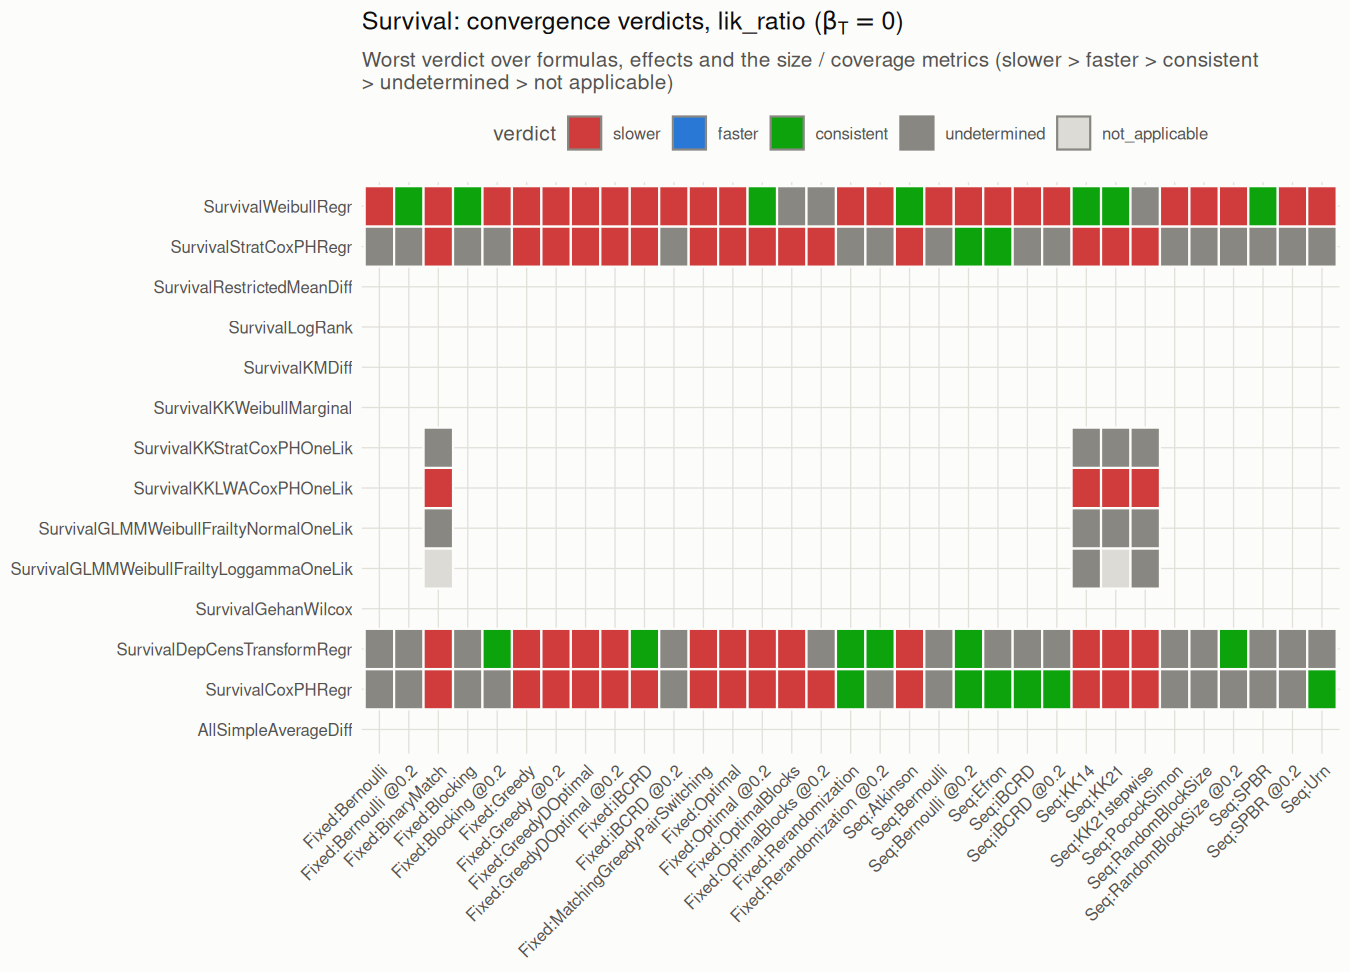 Survival: convergence verdicts, lik_ratio (βT = 0)
Worst verdict over formulas, effects and the size / coverage metrics (slower > faster > consistent
> undetermined > not applicable)
verdict slower faster consistent undetermined not_applicable
SurvivalWeibullRegr
SurvivalStratCoxPHRegr
SurvivalRestrictedMeanDiff
SurvivalLogRank
SurvivalKMDiff
SurvivalKKWeibullMarginal
SurvivalKKStratCoxPHOneLik
SurvivalKKLWACoxPHOneLik
SurvivalGLMMWeibullFrailtyNormalOneLik
SurvivalGLMMWeibullFrailtyLoggammaOneLik
SurvivalGehanWilcox
SurvivalDepCensTransformRegr
SurvivalCoxPHRegr
AllSimpleAverageDiff
Fixed:Bernoulli
Fixed:Bernoulli @0.2
Fixed:BinaryMatch
Fixed:Blocking
Fixed:Blocking @0.2
Fixed:Greedy
Fixed:Greedy @0.2
Fixed:GreedyDOptimal
Fixed:GreedyDOptimal @0.2
Fixed:iBCRD
Fixed:iBCRD @0.2
Fixed:MatchingGreedyPairSwitching
Fixed:Optimal
Fixed:Optimal @0.2
Fixed:OptimalBlocks
Fixed:OptimalBlocks @0.2
Fixed:Rerandomization
Fixed:Rerandomization @0.2
Seq:Atkinson
Seq:Bernoulli
Seq:Bernoulli @0.2
Seq:Efron
Seq:iBCRD
Seq:iBCRD @0.2
Seq:KK14
Seq:KK21
Seq:KK21stepwise
Seq:PocockSimon
Seq:RandomBlockSize
Seq:RandomBlockSize @0.2
Seq:SPBR
Seq:SPBR @0.2
Seq:Urn